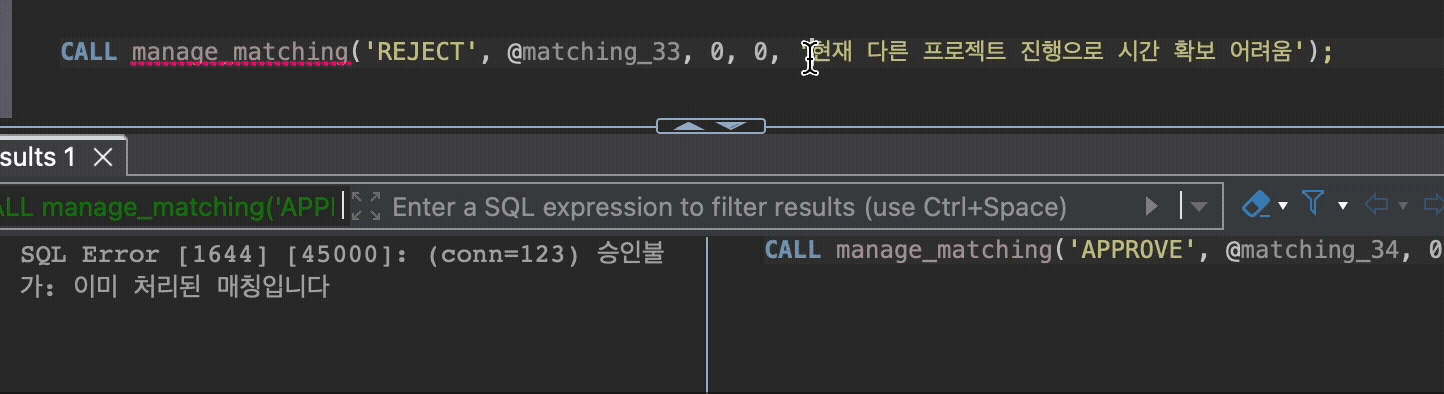 CALL manage_matching('REJECT', @matching_33, 0, 0, '현재 다른 프로젝트 진행으로 시간 확보 어려움');
sults 1
ALL manage_matching('APP
Enter a SQL expression to filter results (use Ctrl+Space)
SQL Error [1644] [45000]: (conn=123) 승인불
가: 이미 처리된 매칭입니다
CALL manage_matching('APPROVE', @matching_34, 0